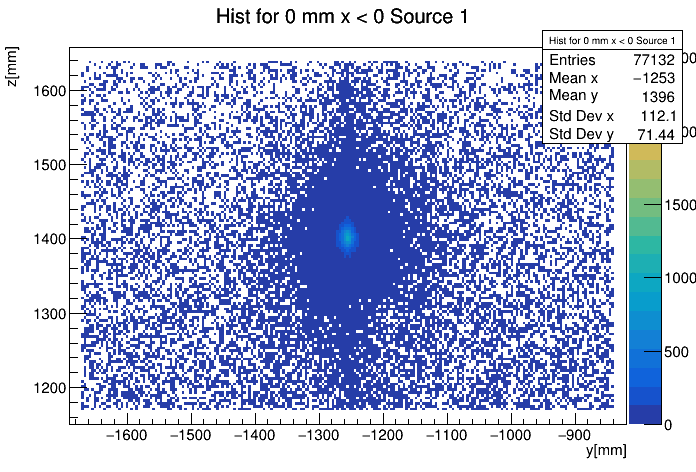 Hist for 0 mm x < 0 Source 1
Hist for 0 mm x < 0 Source 1
Entries 77132
Mean x −1253
Mean y 1396
Std Dev x 112.1
Std Dev y 71.44
z[mm]
1600
1500
1400
1300
1200
−1600 −1500 −1400 −1300 −1200 −1100 −1000 −900
y[mm]
1500
1000
500
0